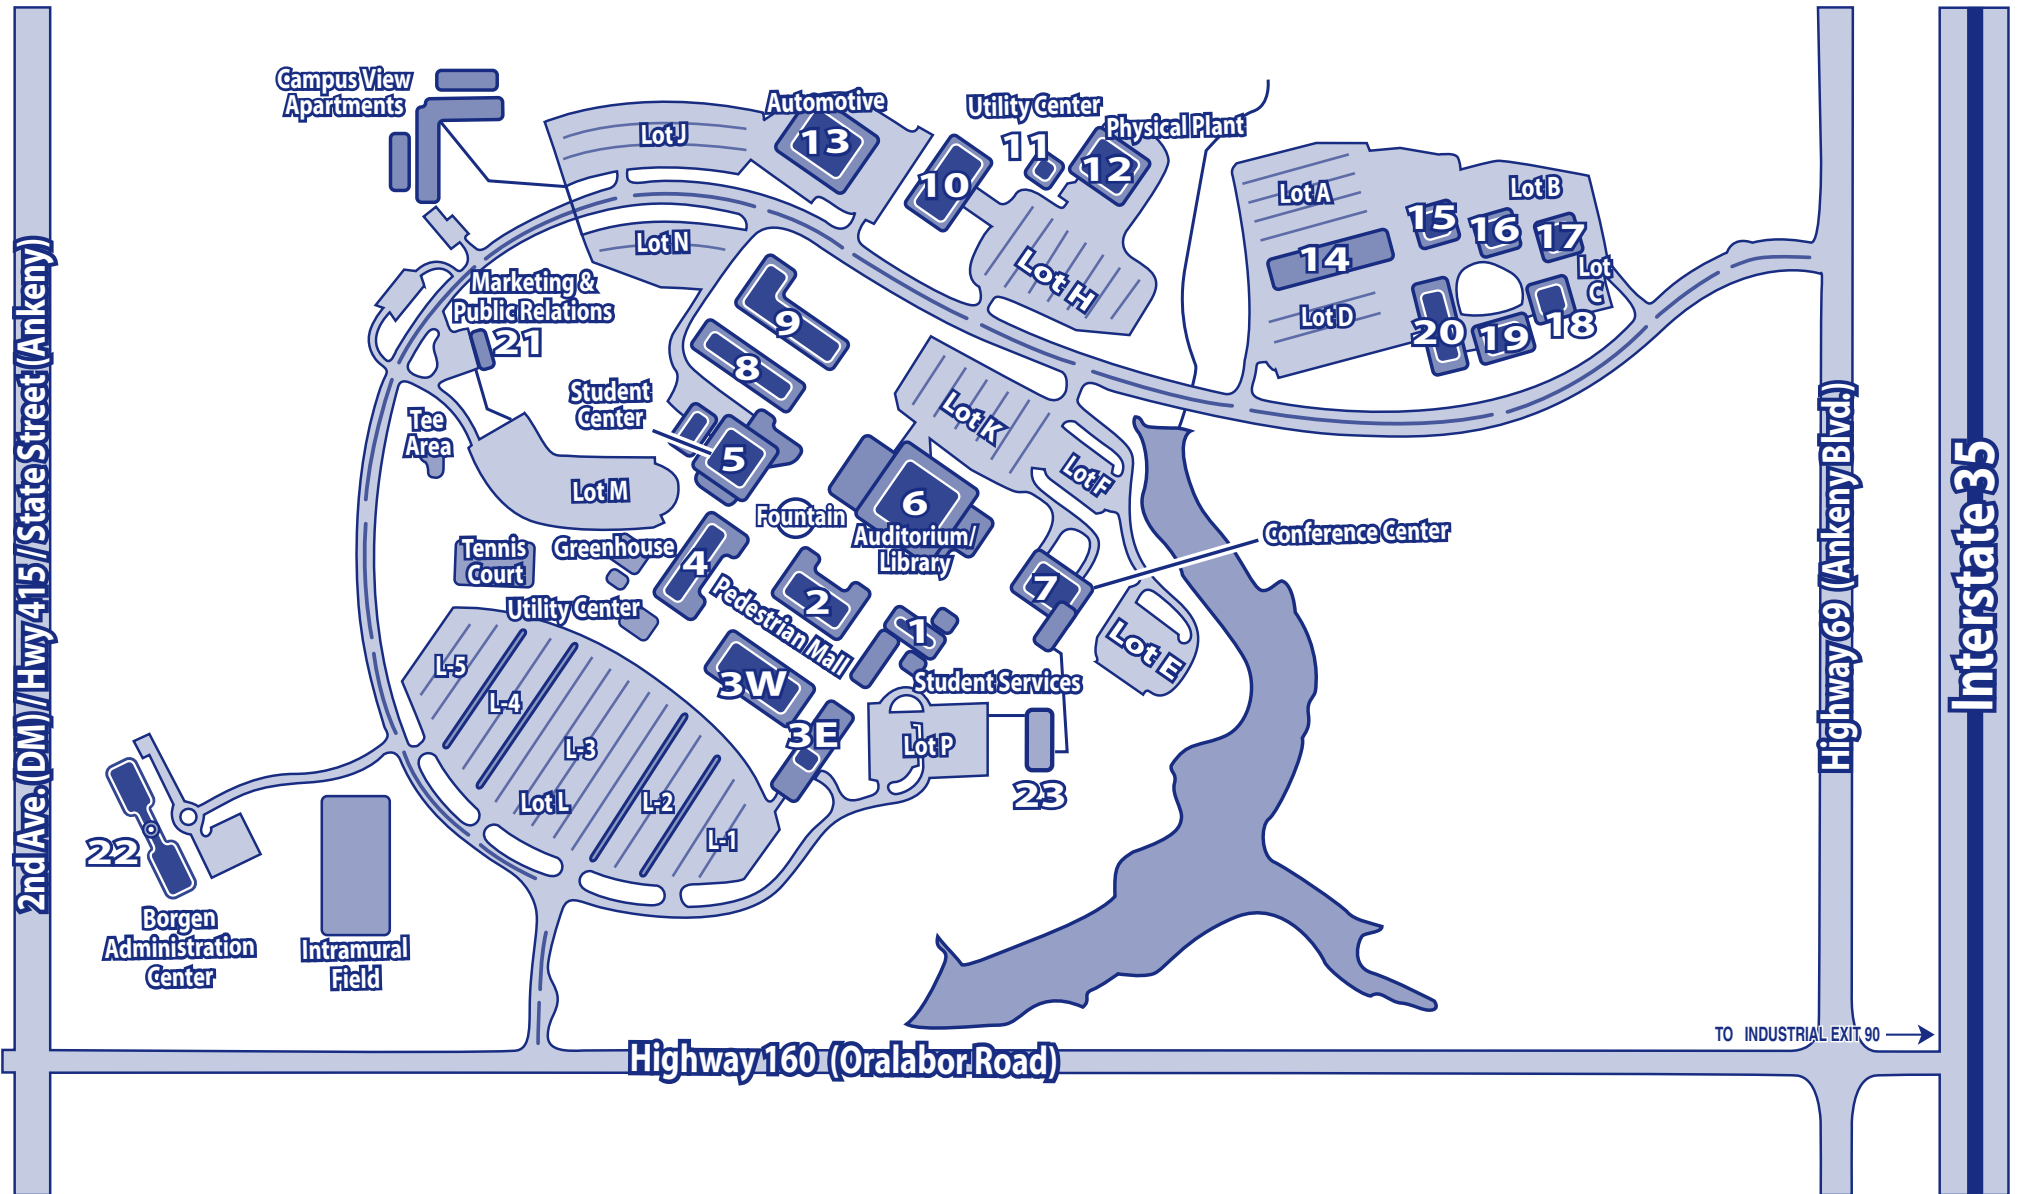 Campus View
Apartments
Lot J
Automotive
13
Utility Center
11
Physical Plant
12
10
Lot A
Lot B
15
16
17
14
Lot
C
18
Lot D
20
19
Lot N
Lot H
Marketing &
Public Relations
21
9
8
Student
Center
5
Tee
Area
Lot K
Lot F
Lot M
Fountain
6
Auditorium/
Library
Conference Center
Tennis
Court
Greenhouse
4
7
2
Pedestrian Mall
1
Utility Center
Lot E
L-5
L-4
L-3
Lot L
L-2
L-1
3W
3E
Student Services
Lot P
23
22
Borgen
Administration
Center
Intramural
Field
2nd Ave. (DM) / Hwy 415 / State Street (Ankeny)
Highway 69 (Ankeny Blvd.)
Interstate 35
TO INDUSTRIAL EXIT 90
Highway 160 (Oralabor Road)